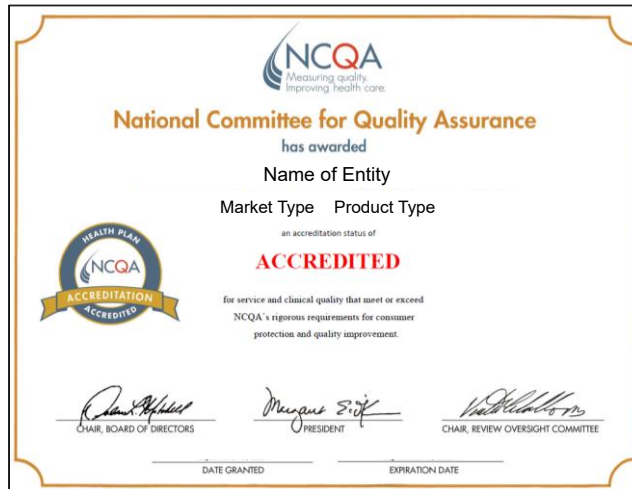 NCQA
Measuring quality.
Improving health care.
National Committee for Quality Assurance
has awarded
Name of Entity
Market Type Product Type
an accreditation status of
ACCREDITED
HEALTH PLAN
NCQA
ACCREDITATION
ACCREDITED
for service and clinical quality that meet or exceed
NCQA's rigorous requirements for consumer
protection and quality improvement.
CHAIR, BOARD OF DIRECTORS
PRESIDENT
CHAIR, REVIEW OVERSIGHT COMMITTEE
DATE GRANTED
EXPIRATION DATE